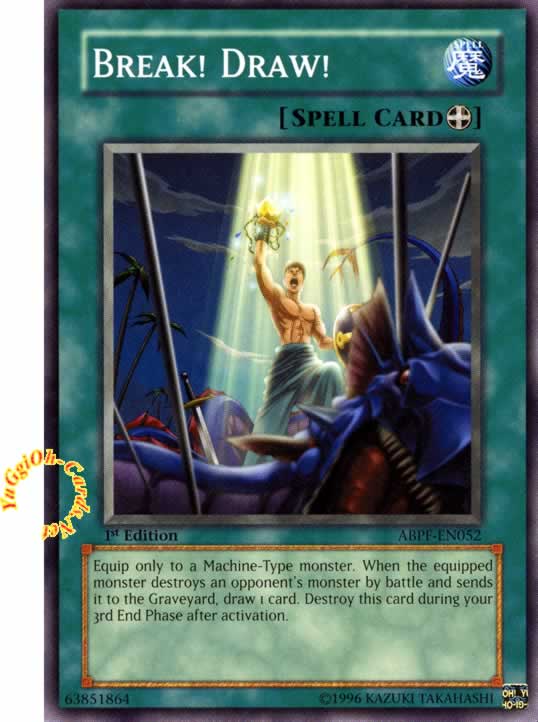 BREAK! DRAW!
SPELL
魔
[SPELL CARD]
YuGgiOh-Cards.Net
1st Edition
ABPF-EN052
Equip only to a Machine-Type monster. When the equipped
monster destroys an opponent's monster by battle and sends
it to the Graveyard, draw 1 card. Destroy this card during your
3rd End Phase after activation.
63851864
©1996 KAZUKI TAKAHASHI